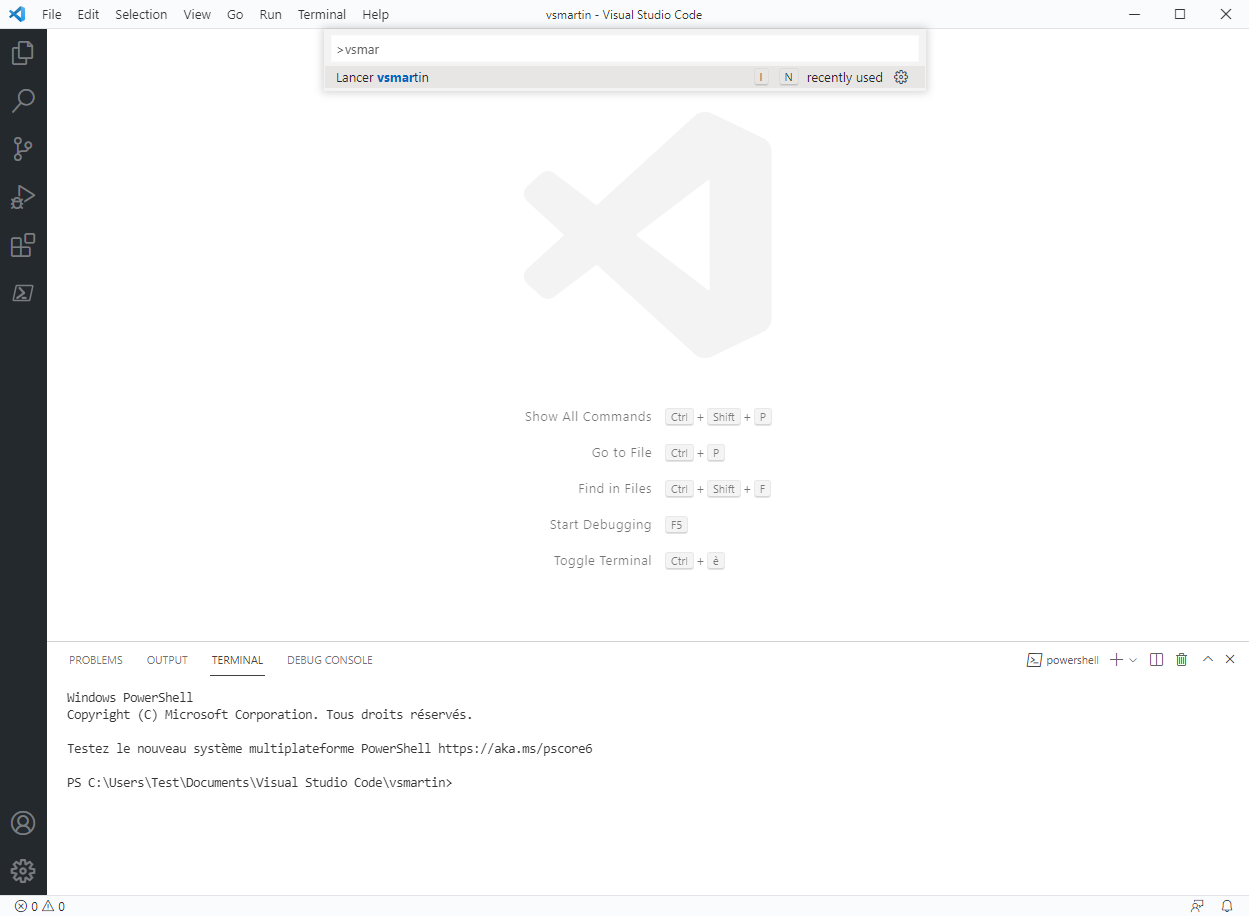 File Edit Selection View Go Run Terminal Help vsmartin - Visual Studio Code
>vsmar
Lancer vsmartin I N recently used
Show All Commands Ctrl + Shift + P
Go to File Ctrl + P
Find in Files Ctrl + Shift + F
Start Debugging F5
Toggle Terminal Ctrl + è
PROBLEMS OUTPUT TERMINAL DEBUG CONSOLE powershell
Windows PowerShell
Copyright (C) Microsoft Corporation. Tous droits réservés.
Testez le nouveau système multiplateforme PowerShell https://aka.ms/pscore6
PS C:\Users\Test\Documents\Visual Studio Code\vsmartin>
0 0